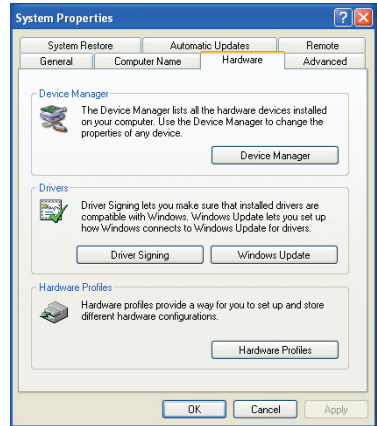 System Properties
System Restore
Automatic Updates
Remote
General
Computer Name
Hardware
Advanced
Device Manager
The Device Manager lists all the hardware devices installed
on your computer. Use the Device Manager to change the
properties of any device.
Device Manager
Drivers
Driver Signing lets you make sure that installed drivers are
compatible with Windows. Windows Update lets you set up
how Windows connects to Windows Update for drivers.
Driver Signing
Windows Update
Hardware Profiles
Hardware profiles provide a way for you to set up and store
different hardware configurations.
Hardware Profiles
OK
Cancel
Apply